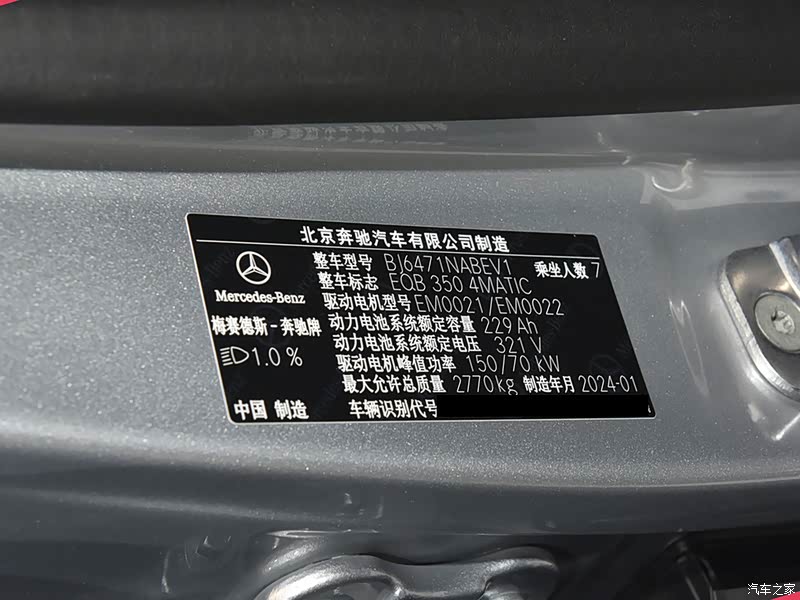 北京奔驰汽车有限公司制造
整车型号 BJ6471NABEV1 乘坐人数 7
整车标志 EQB 350 4MATIC
驱动电机型号 EM0021/EM0022
动力电池系统额定容量 229 Ah
动力电池系统额定电压 321 V
驱动电机峰值功率 150/70 kW
最大允许总质量 2770kg 制造年月 2024-01
车辆识别代号
Mercedes-Benz
梅赛德斯-奔驰牌
1.0 %
中国 制造
汽车之家